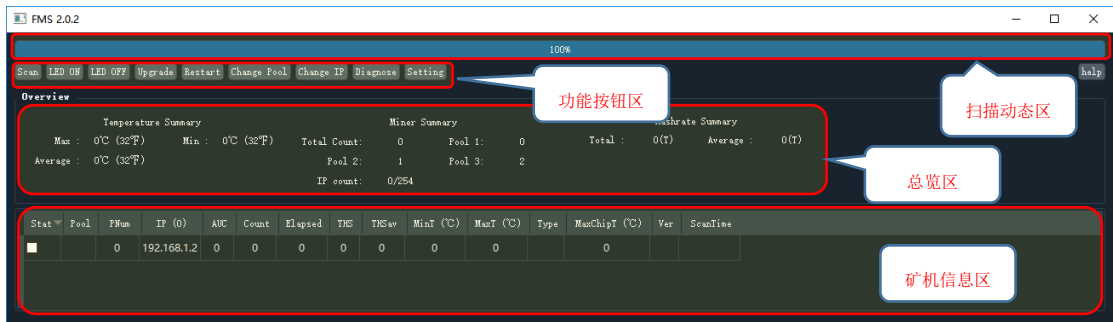 FMS 2.0.2
100%
Scan LED ON LED OFF Upgrade Restart Change Pool Change IP Diagnose Setting
help
功能按钮区
扫描动态区
Overview
Temperature Summary
Max : 0℃ (32℉) Min : 0℃ (32℉)
Average : 0℃ (32℉)
Miner Summary
Total Count: 0 Pool 1: 0
Pool 2: 1 Pool 3: 2
IP count: 0/254
Summary
Total : 0(T) Average : 0(T)
总览区
Stat Pool PNum IP (0) AUC Count Elapsed THS THSav MinT (℃) MaxT (℃) Type MaxChipT (℃) Ver ScanTime
0 192.168.1.2 0 0 0 0 0 0 0 0
矿机信息区